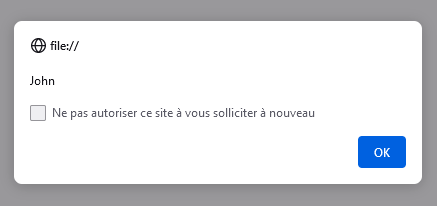 file://
John
Ne pas autoriser ce site à vous solliciter à nouveau
OK